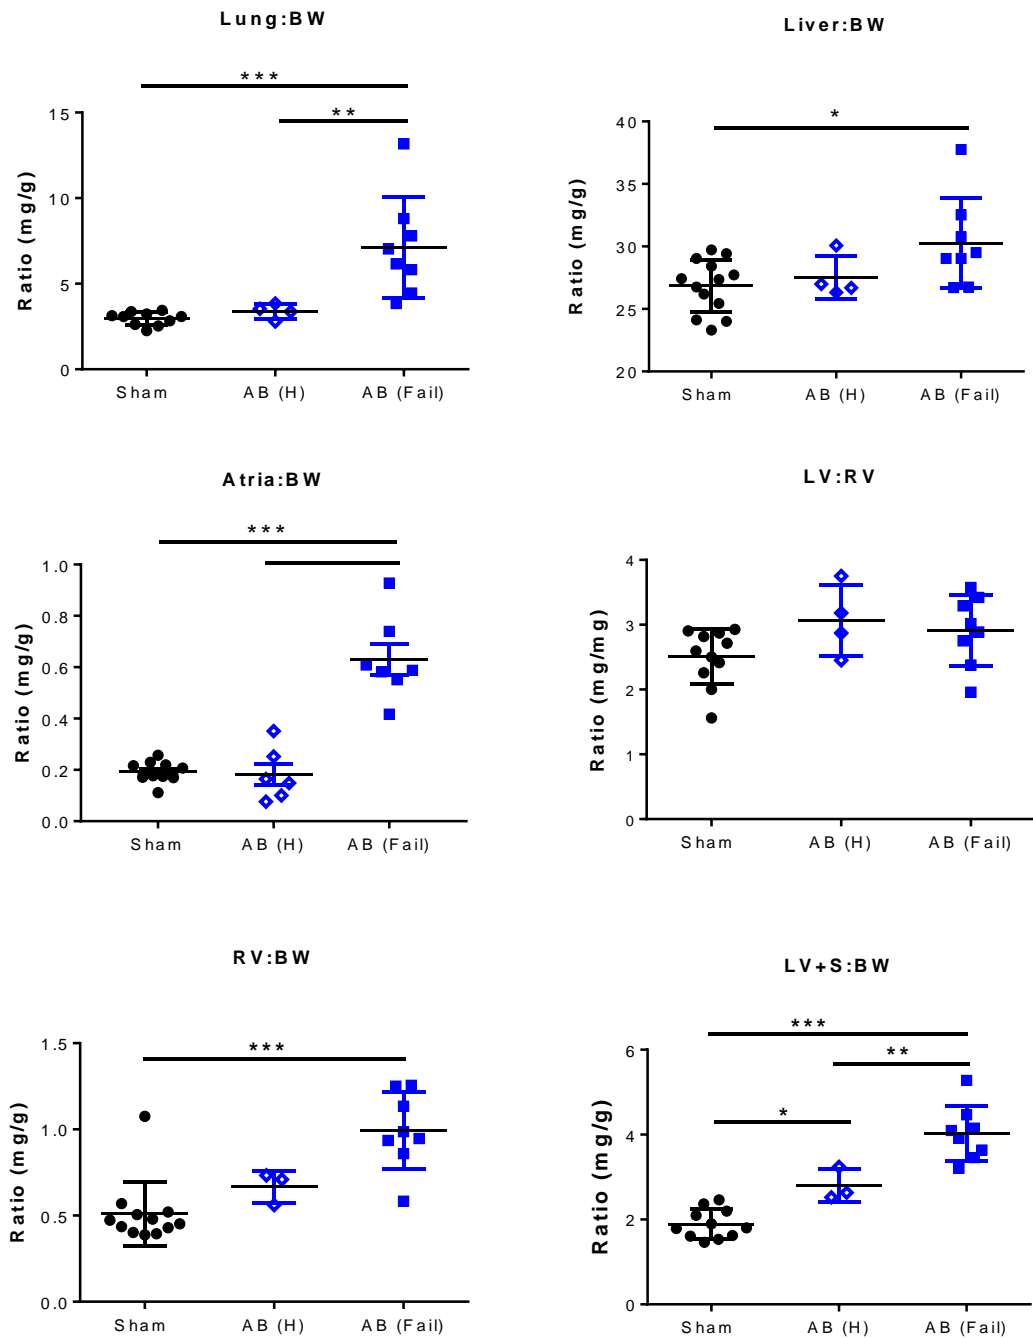 Lung:BW
***
**
Ratio (mg/g)
15
10
5
0
Sham AB (H) AB (Fail)
Liver:BW
*
Ratio (mg/g)
40
35
30
25
20
Sham AB (H) AB (Fail)
Atria:BW
***
Ratio (mg/g)
1.0
0.8
0.6
0.4
0.2
0.0
Sham AB (H) AB (Fail)
LV:RV
Ratio (mg/mg)
4
3
2
1
0
Sham AB (H) AB (Fail)
RV:BW
***
Ratio (mg/g)
1.5
1.0
0.5
0.0
Sham AB (H) AB (Fail)
LV+S:BW
***
**
*
Ratio (mg/g)
6
4
2
0
Sham AB (H) AB (Fail)